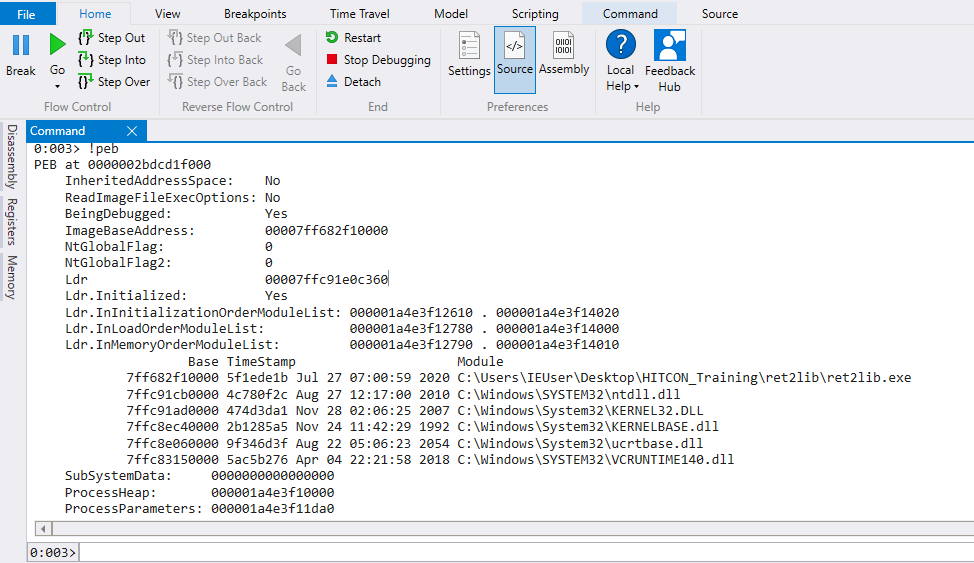 File Home View Breakpoints Time Travel Model Scripting Command Source
Break
Go
Step Out
Step Into
Step Over
Flow Control
Step Out Back
Step Into Back
Step Over Back
Go Back
Reverse Flow Control
Restart
Stop Debugging
Detach
End
Settings
Source
Assembly
Preferences
Local Help
Feedback Hub
Help
Disassembly
Registers
Memory
Command
0:003> !peb
PEB at 0000002bdcd1f000
InheritedAddressSpace: No
ReadImageFileExecOptions: No
BeingDebugged: Yes
ImageBaseAddress: 00007ff682f10000
NtGlobalFlag: 0
NtGlobalFlag2: 0
Ldr 00007ffc91e0c360
Ldr.Initialized: Yes
Ldr.InInitializationOrderModuleList: 000001a4e3f12610 . 000001a4e3f14020
Ldr.InLoadOrderModuleList: 000001a4e3f12780 . 000001a4e3f14000
Ldr.InMemoryOrderModuleList: 000001a4e3f12790 . 000001a4e3f14010
Base TimeStamp Module
7ff682f10000 5f1ede1b Jul 27 07:00:59 2020 C:\Users\IEUser\Desktop\HITCON_Training\ret2lib\ret2lib.exe
7ffc91cb0000 4c780f2c Aug 27 12:17:00 2010 C:\Windows\SYSTEM32\ntdll.dll
7ffc91ad0000 474d3da1 Nov 28 02:06:25 2007 C:\Windows\System32\KERNEL32.DLL
7ffc8ec40000 2b1285a5 Nov 24 11:42:29 1992 C:\Windows\System32\KERNELBASE.dll
7ffc8e060000 9f346d3f Aug 22 05:06:23 2054 C:\Windows\System32\ucrtbase.dll
7ffc83150000 5ac5b276 Apr 04 22:21:58 2018 C:\Windows\SYSTEM32\VCRUNTIME140.dll
SubSystemData: 0000000000000000
ProcessHeap: 000001a4e3f10000
ProcessParameters: 000001a4e3f11da0
0:003>